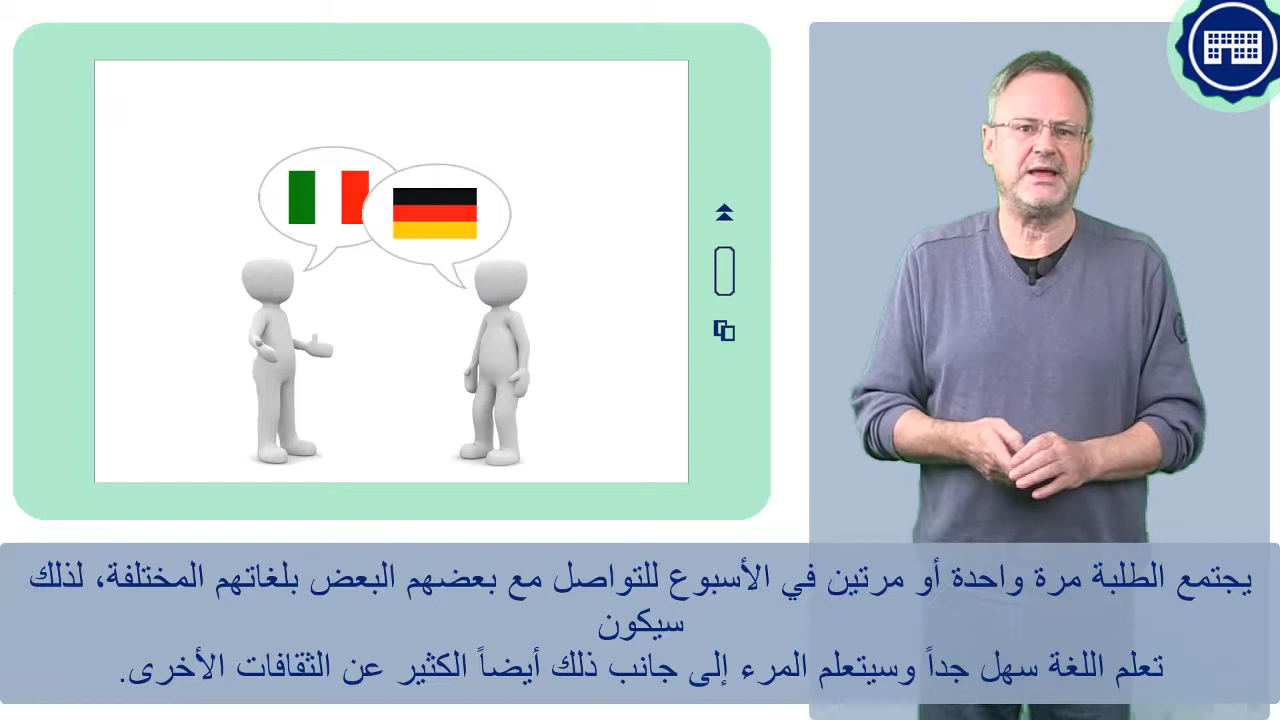 يجتمع الطلبة مرة واحدة أو مرتين في الأسبوع للتواصل مع بعضهم البعض بلغاتهم المختلفة، لذلك
سيكون
تعلم اللغة سهل جداً وسيتعلم المرء إلى جانب ذلك أيضاً الكثير عن الثقافات الأخرى.